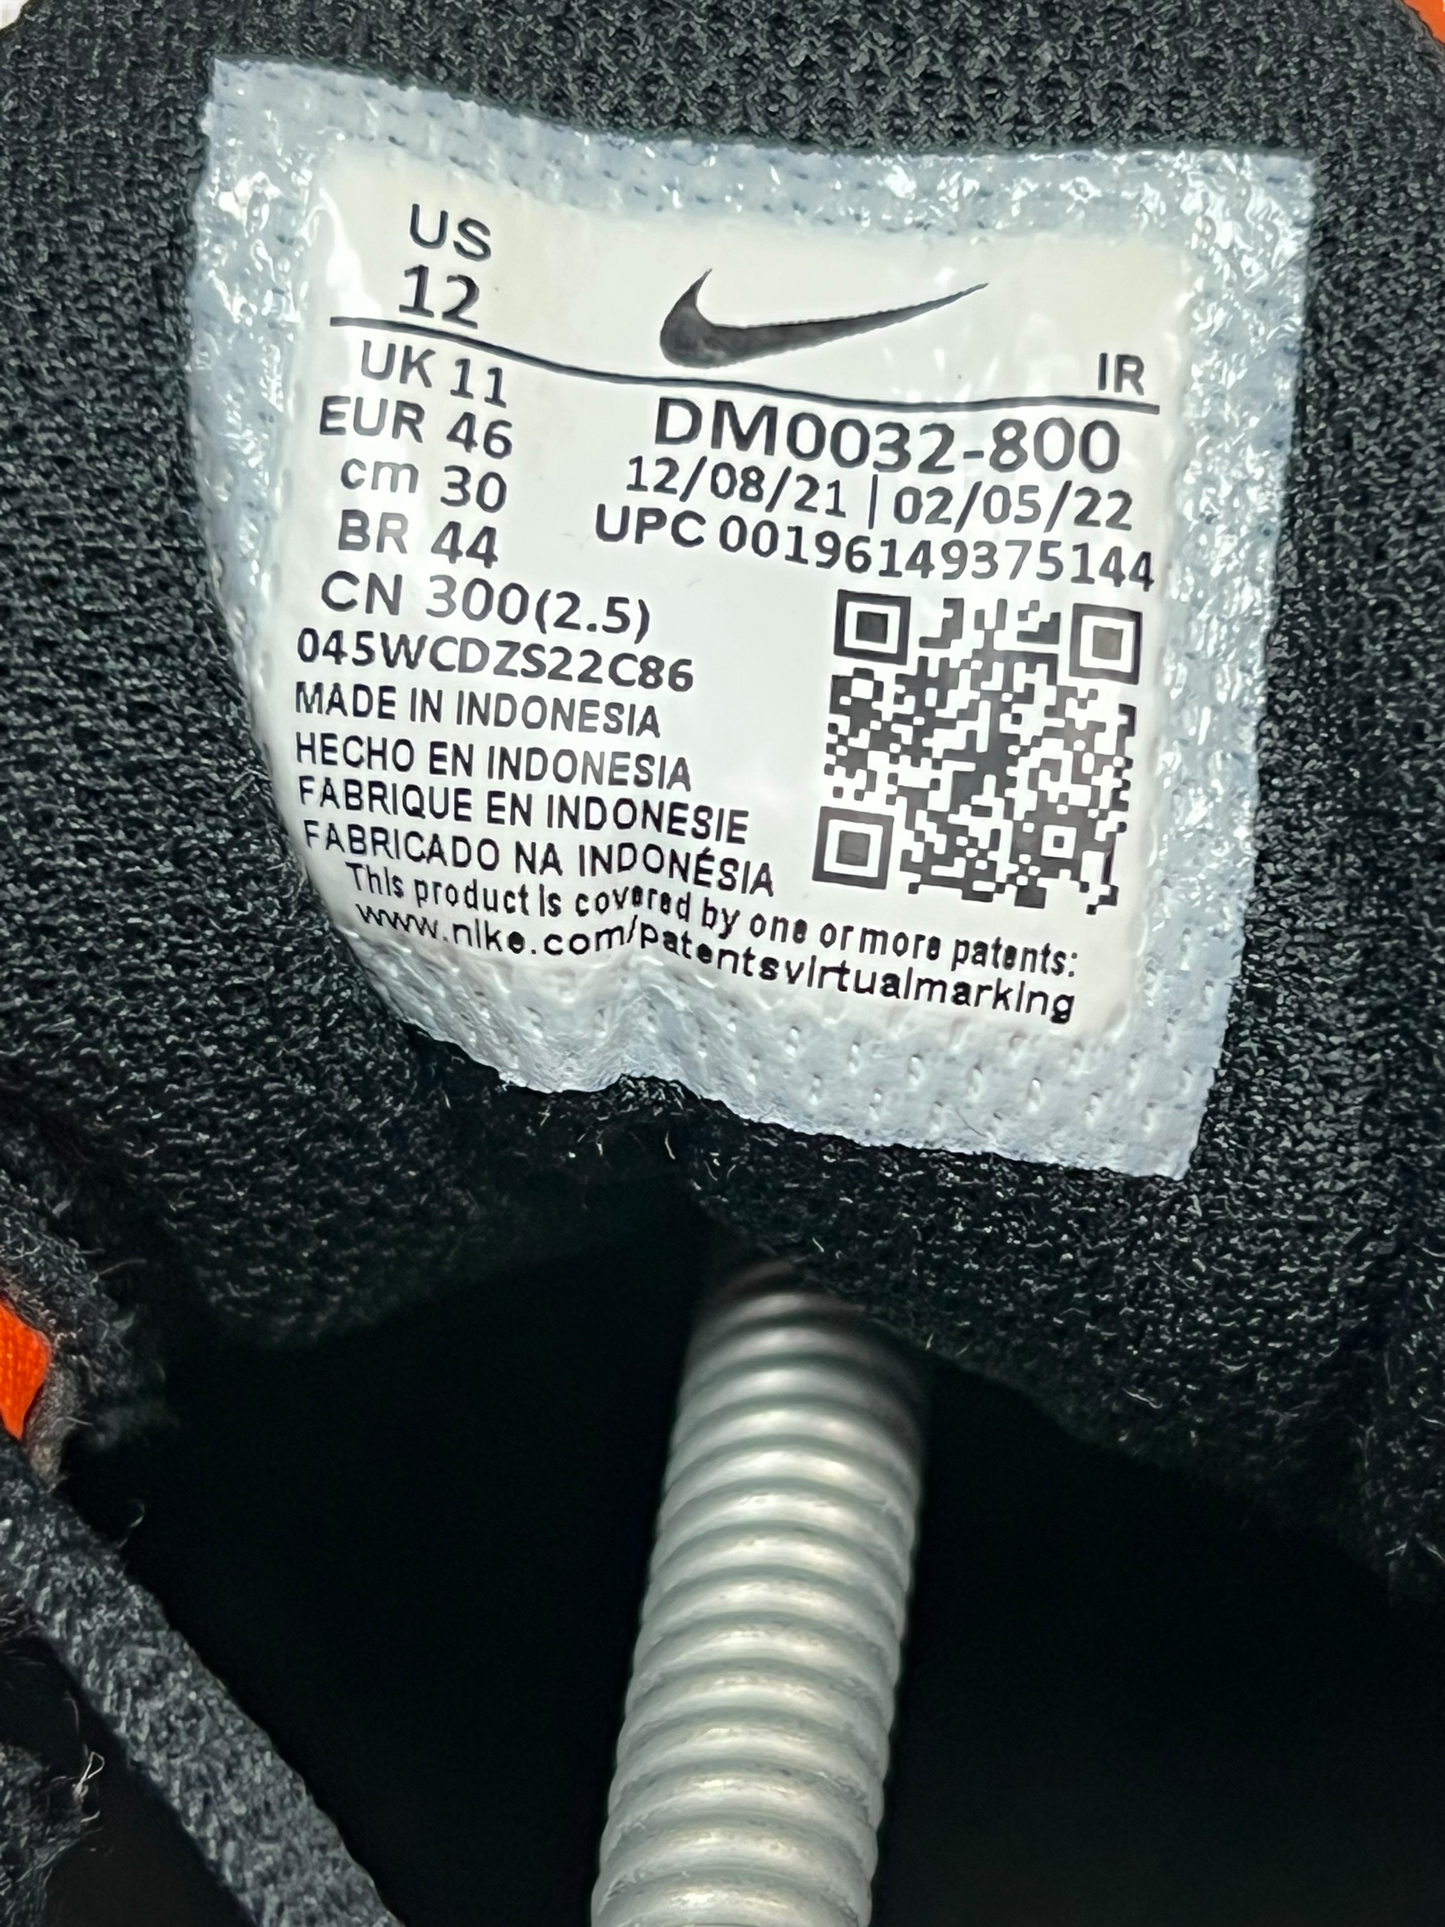 US
12
IR
UK 11
EUR 46
cm 30
BR 44
CN 300(2.5)
DM0032-800
12/08/21 | 02/05/22
UPC 00196149375144
045WCDZS22C86
MADE IN INDONESIA
HECHO EN INDONESIA
FABRIQUE EN INDONESIE
FABRICADO NA INDONÉSIA
This product is covered by one or more patents:
www.nike.com/patentsvirtualmarking